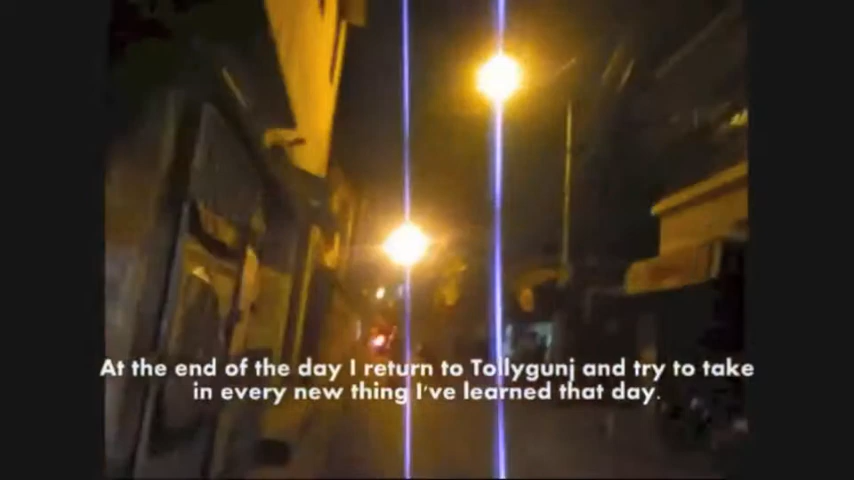 At the end of the day I return to Tollygunj and try to take
in every new thing I've learned that day.